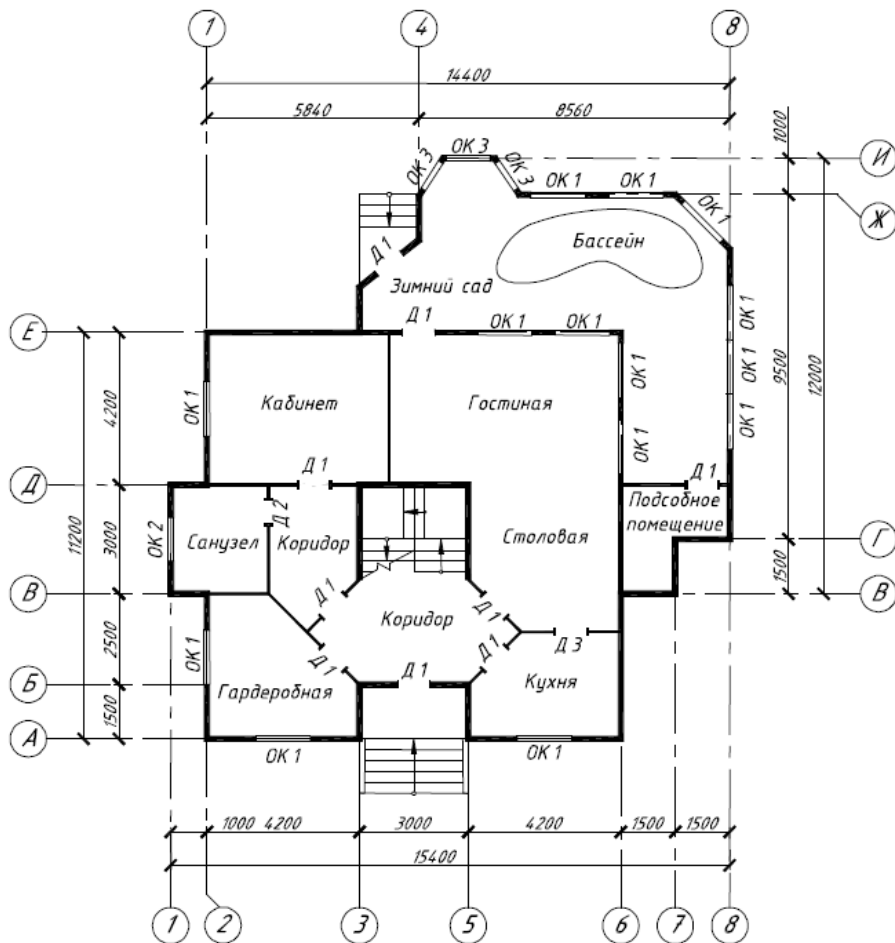 1
4
8
14400
5840
8560
1000
И
ОК 3
ОК 3
ОК 3
ОК 1
ОК 1
ОК 1
Ж
Бассейн
Д 1
Зимний сад
Е
Д 1
ОК 1
ОК 1
ОК 1
ОК 1
ОК 1
9500
12000
4200
ОК 1
Кабинет
Гостиная
ОК 1
ОК 1
Д
Д 1
Д 1
11200
3000
ОК 2
Санузел
Д 2
Коридор
Столовая
Подсобное
помещение
Г
В
Д 1
Коридор
Д 1
1500
В
2500
ОК 1
Д 1
Д 1
Д 1
Д 3
Б
Гардеробная
Кухня
1500
А
ОК 1
ОК 1
1000
4200
3000
4200
1500
1500
15400
1
2
3
5
6
7
8